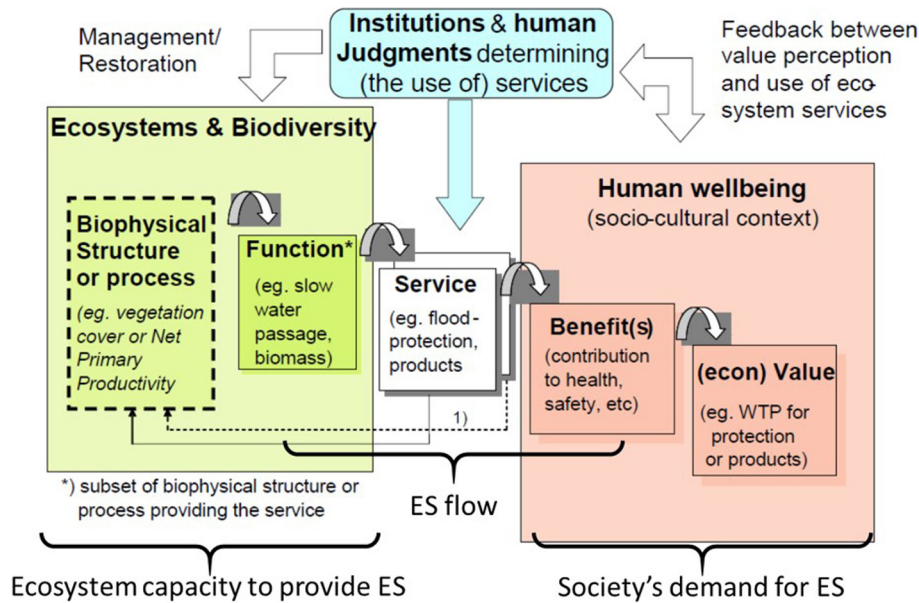 Management/
Restoration
Institutions & human
Judgments determining
(the use of) services
Feedback between
value perception
and use of eco-
system services
Ecosystems & Biodiversity
Biophysical
Structure
or process
(eg. vegetation
cover or Net
Primary
Productivity)
Function*
(eg. slow
water
passage,
biomass)
Service
(eg. flood-
protection,
products
Human wellbeing
(socio-cultural context)
Benefit(s)
(contribution
to health,
safety, etc)
(econ) Value
(eg. WTP for
protection
or products)
1)
*) subset of biophysical structure or
process providing the service
ES flow
Ecosystem capacity to provide ES
Society's demand for ES